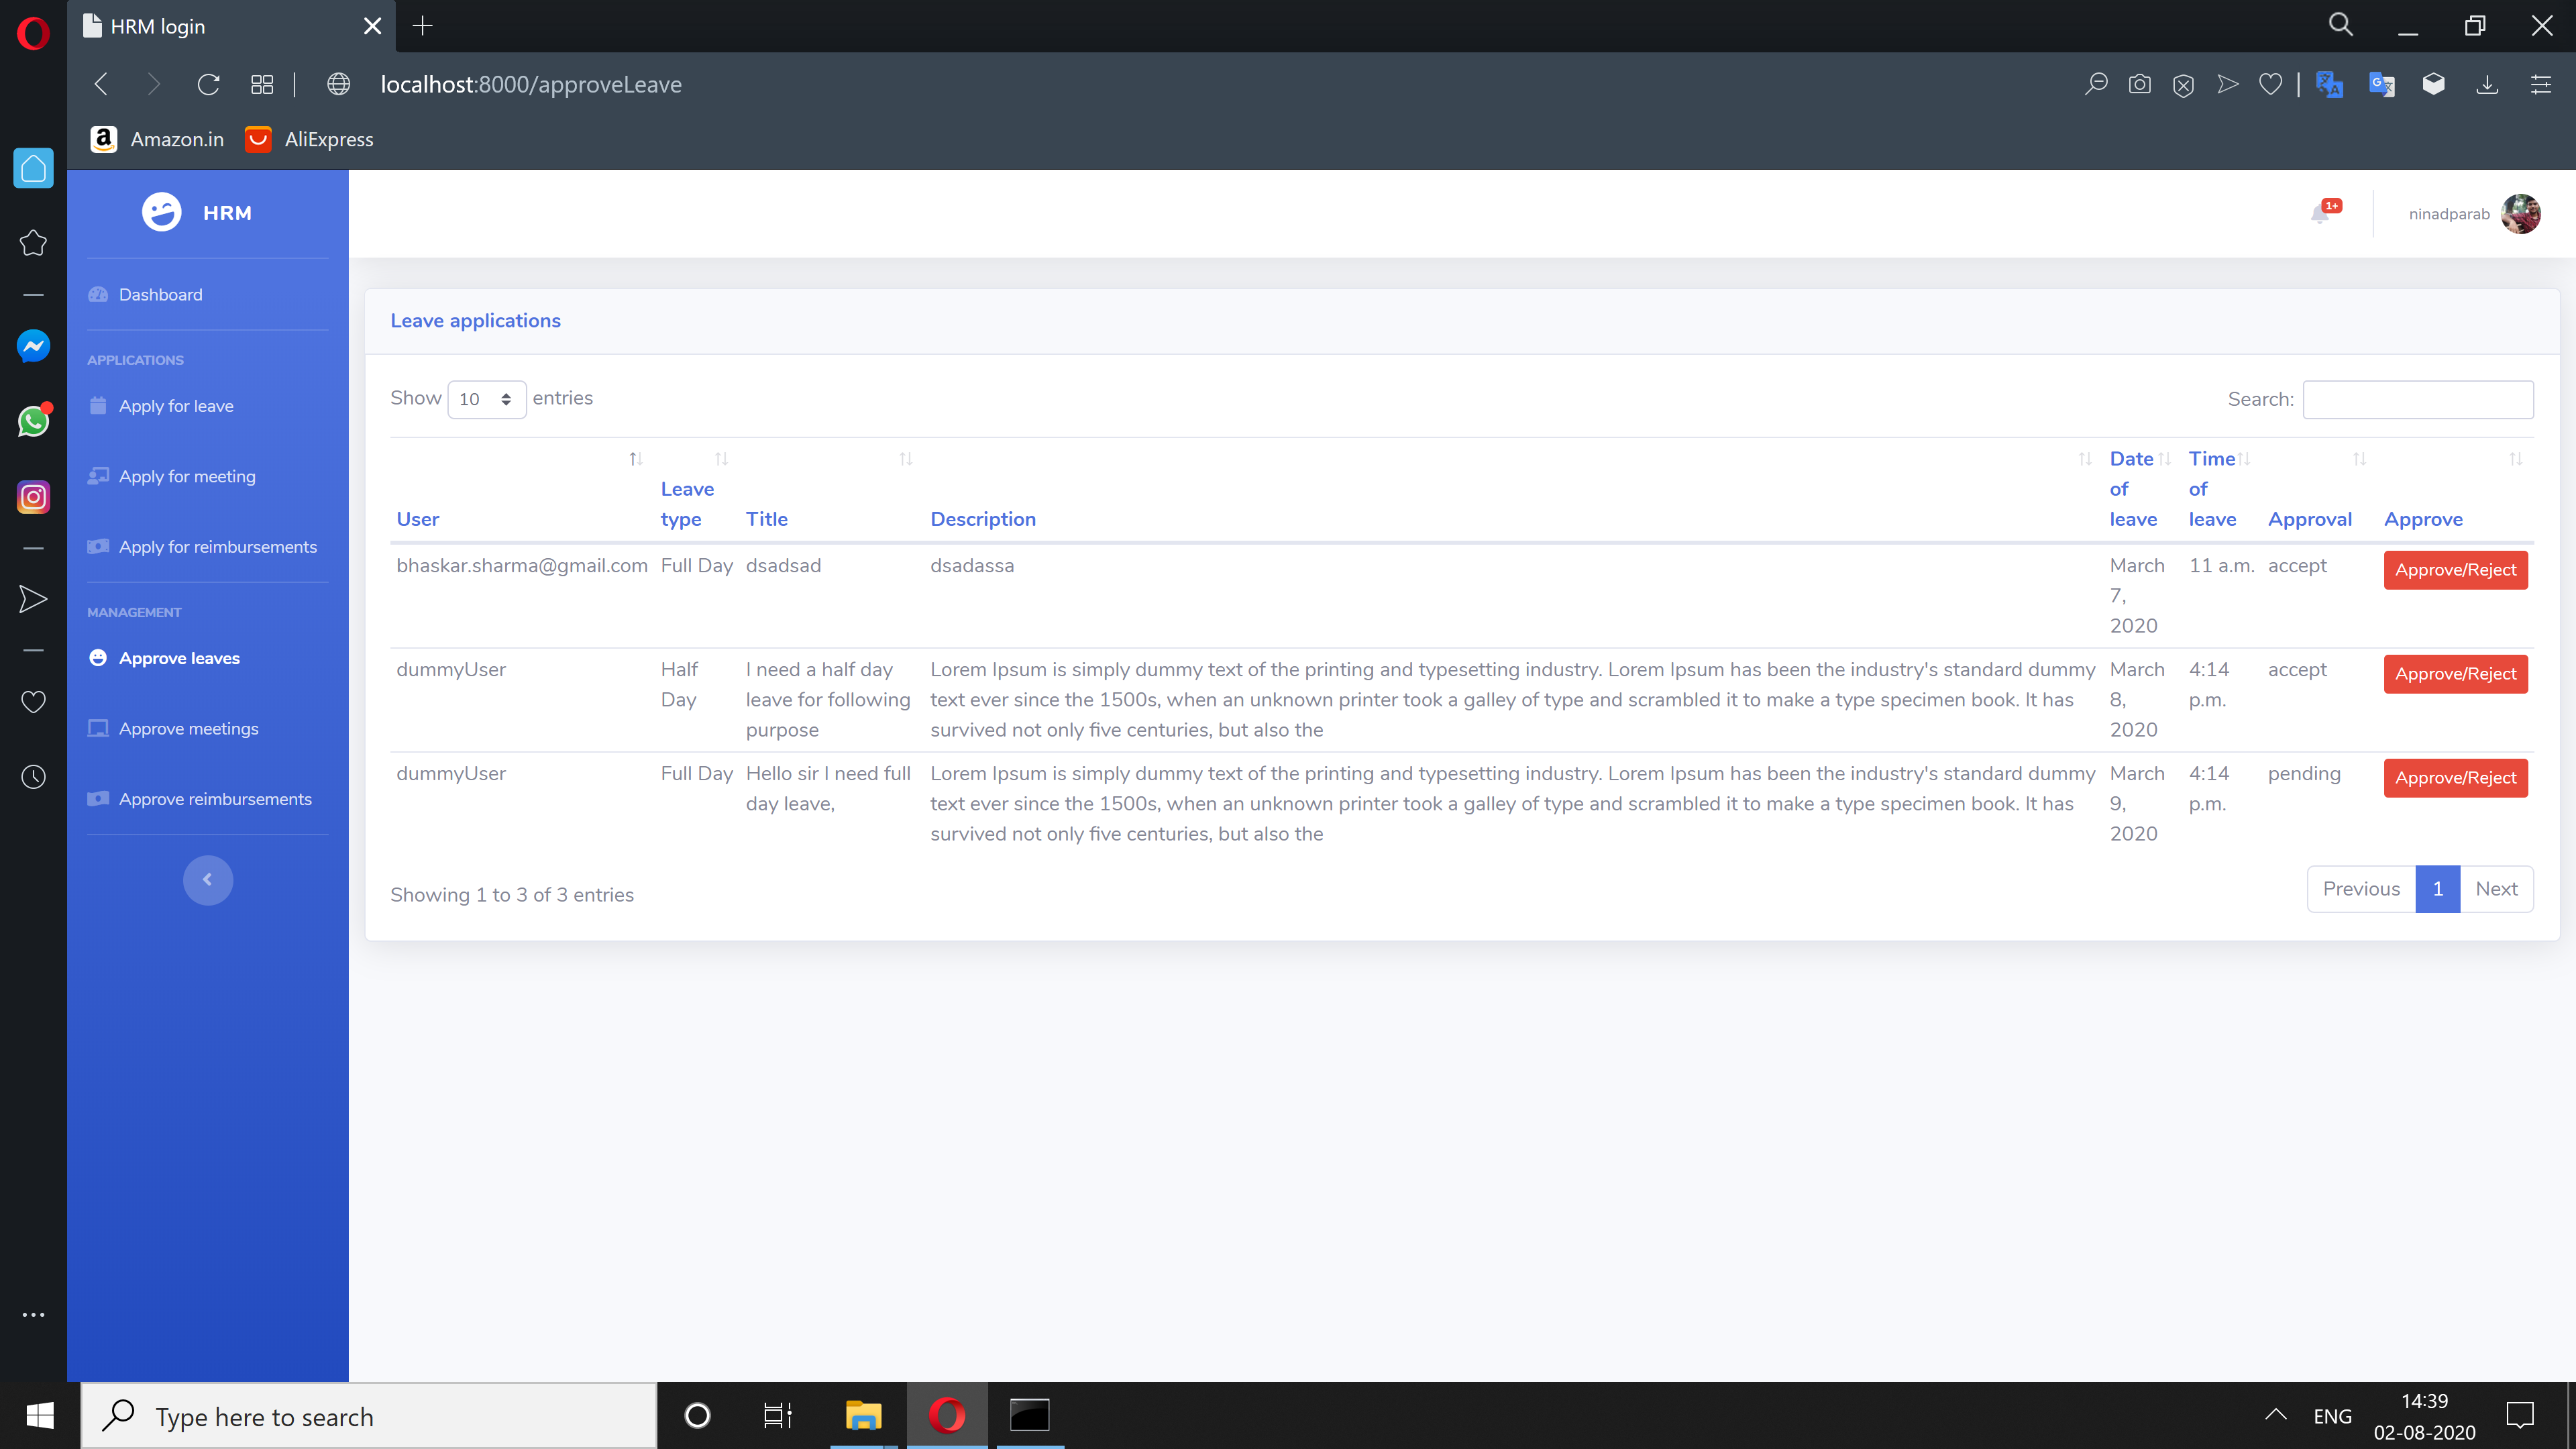 HRM login
localhost:8000/approveLeave
Amazon.in AliExpress
HRM
1+
ninadparab
Dashboard
APPLICATIONS
Apply for leave
Apply for meeting
Apply for reimbursements
MANAGEMENT
Approve leaves
Approve meetings
Approve reimbursements
Leave applications
Show 10 entries
Search:
User Leave type Title Description Date of leave Time of leave Approval Approve
bhaskar.sharma@gmail.com Full Day dsadsad dsadassa March 11 a.m. accept Approve/Reject
7,
2020
dummyUser Half I need a half day Lorem Ipsum is simply dummy text of the printing and typesetting industry. Lorem Ipsum has been the industry's standard dummy March 4:14 accept Approve/Reject
Day leave for following text ever since the 1500s, when an unknown printer took a galley of type and scrambled it to make a type specimen book. It has 8, p.m.
purpose survived not only five centuries, but also the 2020
dummyUser Full Day Hello sir I need full Lorem Ipsum is simply dummy text of the printing and typesetting industry. Lorem Ipsum has been the industry's standard dummy March 4:14 pending Approve/Reject
day leave, text ever since the 1500s, when an unknown printer took a galley of type and scrambled it to make a type specimen book. It has 9, p.m.
survived not only five centuries, but also the 2020
Showing 1 to 3 of 3 entries
Previous 1 Next
Type here to search
ENG
14:39
02-08-2020